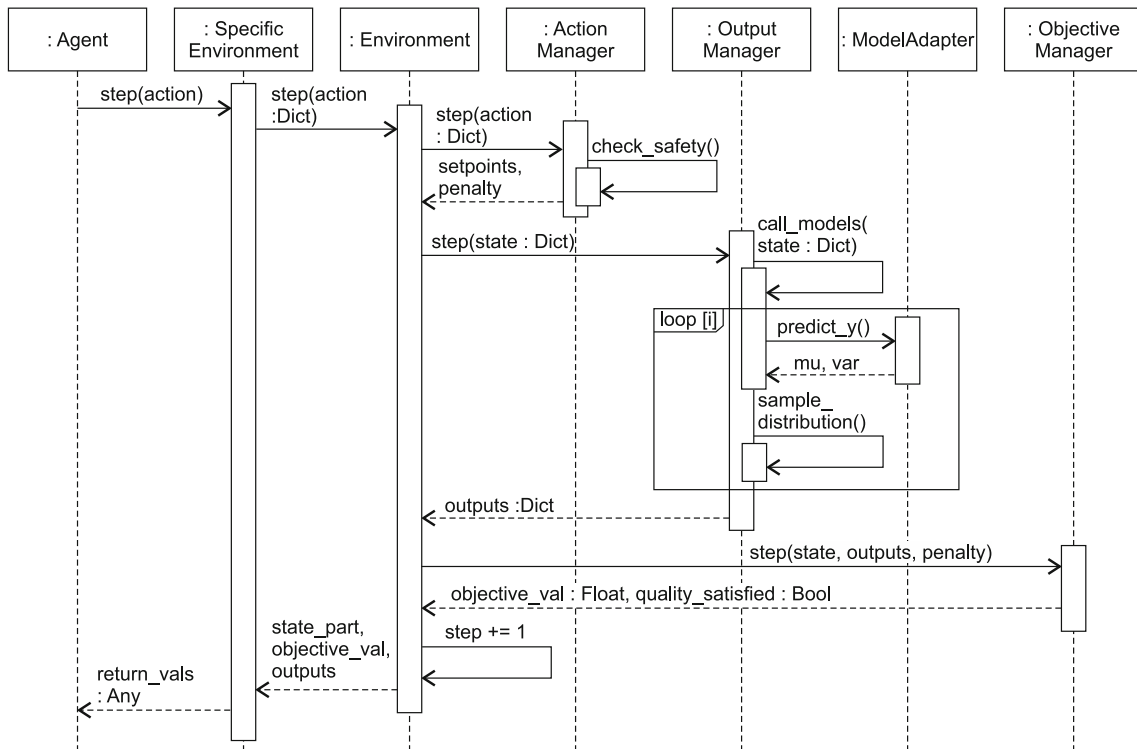 : Agent
: Specific
Environment
: Environment
: Action
Manager
: Output
Manager
: ModelAdapter
: Objective
Manager
step(action)
step(action
:Dict)
step(action
: Dict)
check_safety()
setpoints,
penalty
step(state : Dict)
call_models(
state : Dict)
loop [i]
predict_y()
mu, var
sample_
distribution()
outputs :Dict
step(state, outputs, penalty)
objective_val : Float, quality_satisfied : Bool
step += 1
state_part,
objective_val,
outputs
return_vals
: Any